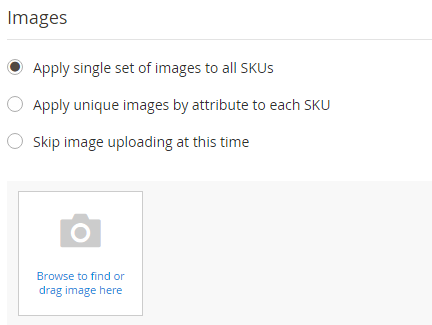 Images
Apply single set of images to all SKUs
Apply unique images by attribute to each SKU
Skip image uploading at this time
Browse to find or
drag image here